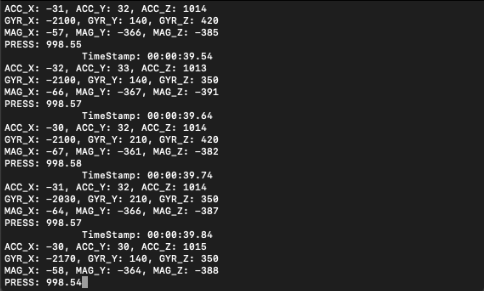 ACC_X: -31, ACC_Y: 32, ACC_Z: 1014
GYR_X: -2100, GYR_Y: 140, GYR_Z: 420
MAG_X: -57, MAG_Y: -366, MAG_Z: -385
PRESS: 998.55
TimeStamp: 00:00:39.54
ACC_X: -32, ACC_Y: 33, ACC_Z: 1013
GYR_X: -2100, GYR_Y: 140, GYR_Z: 350
MAG_X: -66, MAG_Y: -367, MAG_Z: -391
PRESS: 998.57
TimeStamp: 00:00:39.64
ACC_X: -30, ACC_Y: 32, ACC_Z: 1014
GYR_X: -2100, GYR_Y: 210, GYR_Z: 420
MAG_X: -67, MAG_Y: -361, MAG_Z: -382
PRESS: 998.58
TimeStamp: 00:00:39.74
ACC_X: -31, ACC_Y: 32, ACC_Z: 1014
GYR_X: -2030, GYR_Y: 210, GYR_Z: 350
MAG_X: -64, MAG_Y: -366, MAG_Z: -387
PRESS: 998.57
TimeStamp: 00:00:39.84
ACC_X: -30, ACC_Y: 30, ACC_Z: 1015
GYR_X: -2170, GYR_Y: 140, GYR_Z: 350
MAG_X: -58, MAG_Y: -364, MAG_Z: -388
PRESS: 998.54